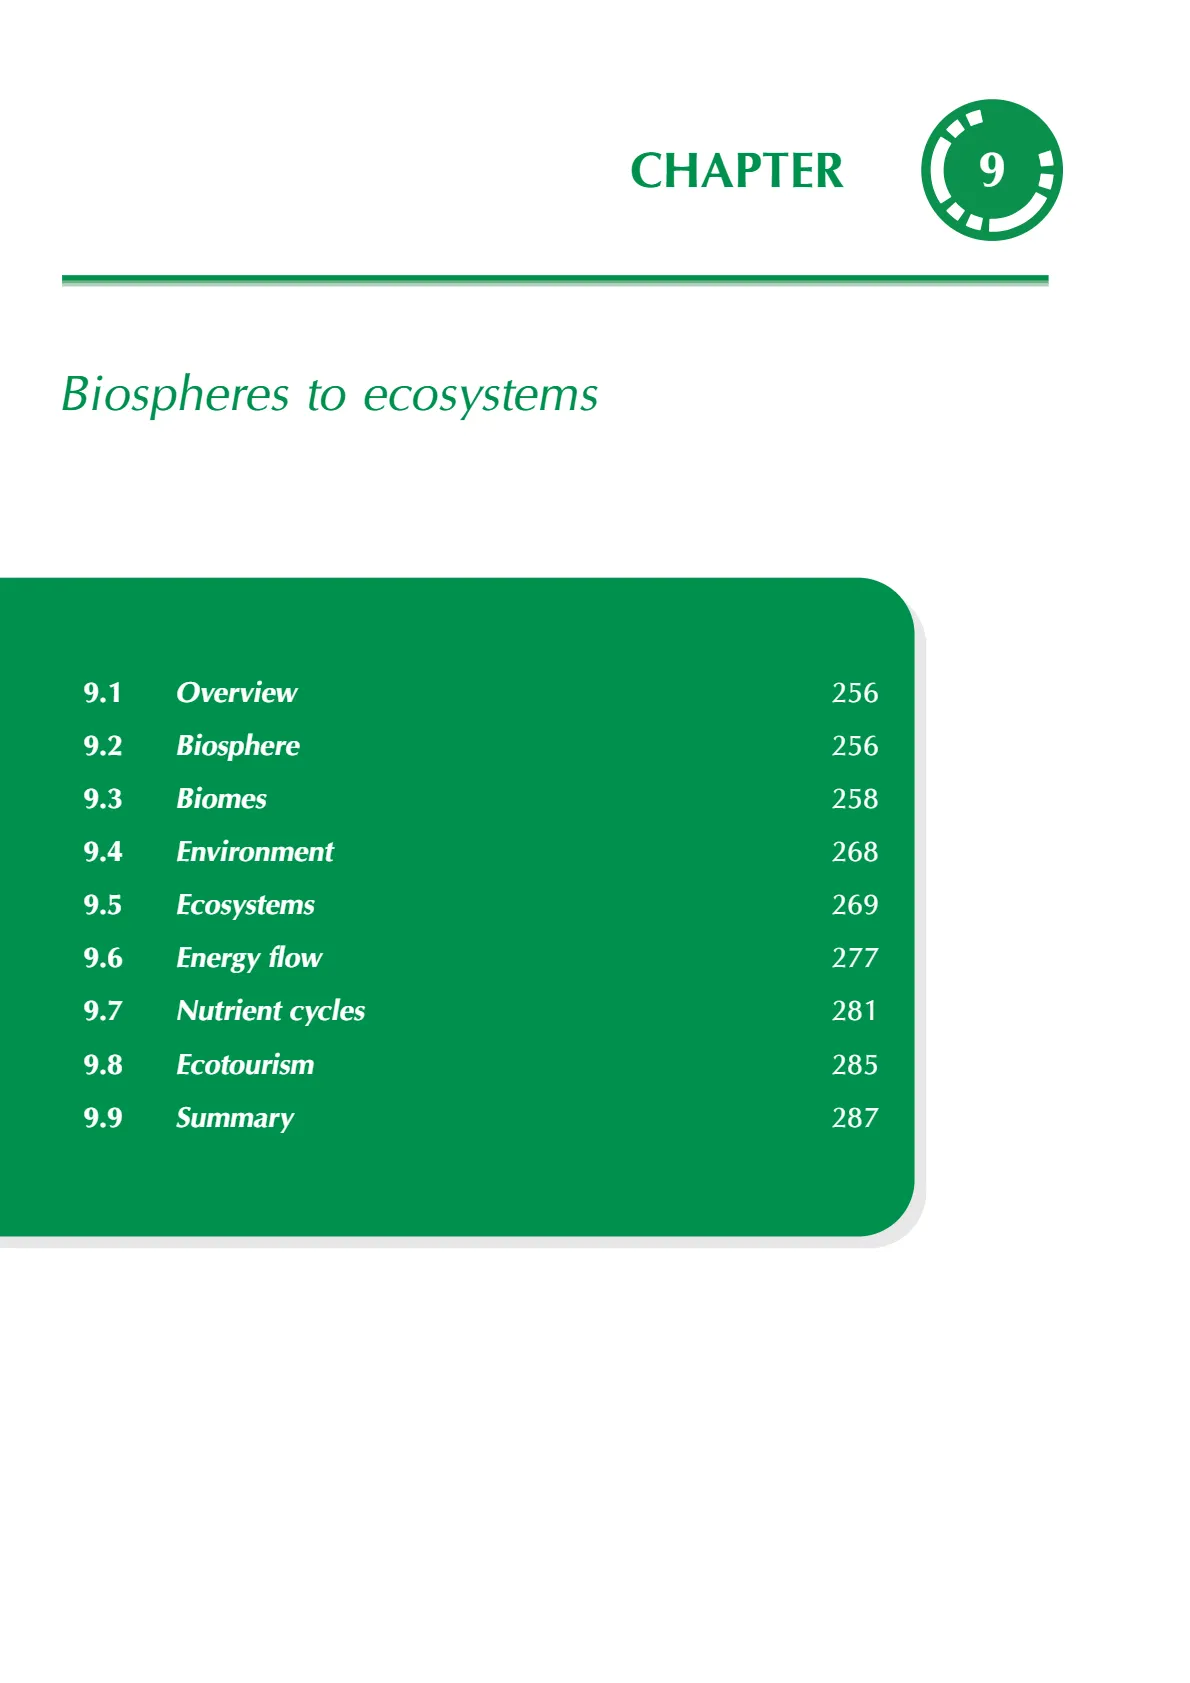 CHAPTER 9
Biospheres to ecosystems
9.1 Overview 256
9.2 Biosphere 256
9.3 Biomes 258
9.4 Environment 268
9.5 Ecosystems 269
9.6 Energy flow 277
9.7 Nutrient cycles 281
9.8 Ecotourism 285
9.9 Summary 287